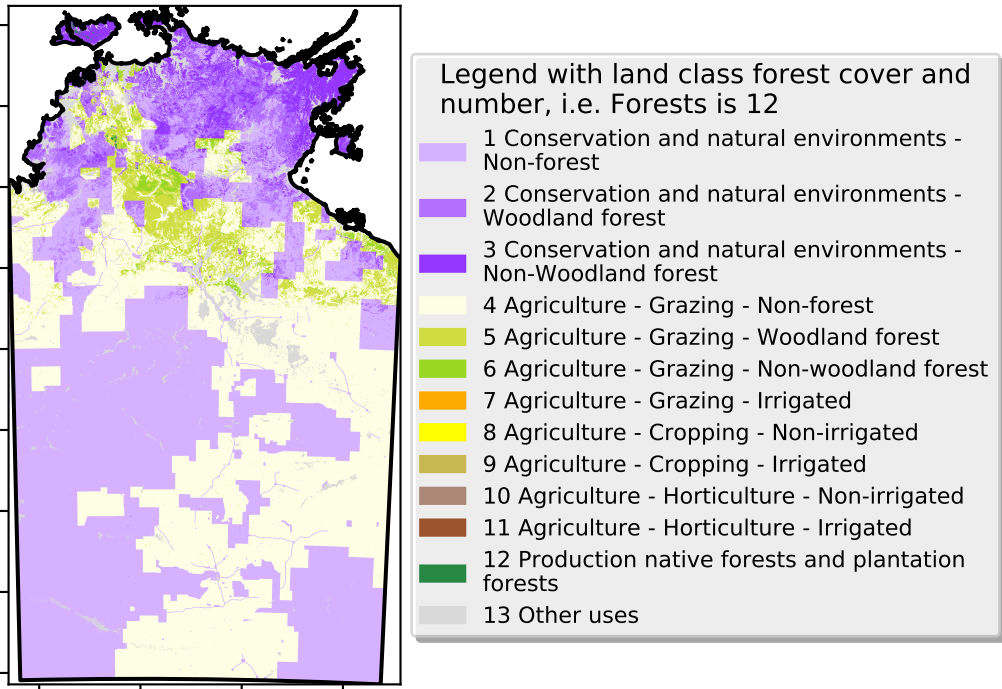 Legend with land class forest cover and
number, i.e. Forests is 12
1 Conservation and natural environments -
Non-forest
2 Conservation and natural environments -
Woodland forest
3 Conservation and natural environments -
Non-Woodland forest
4 Agriculture - Grazing - Non-forest
5 Agriculture - Grazing - Woodland forest
6 Agriculture - Grazing - Non-woodland forest
7 Agriculture - Grazing - Irrigated
8 Agriculture - Cropping - Non-irrigated
9 Agriculture - Cropping - Irrigated
10 Agriculture - Horticulture - Non-irrigated
11 Agriculture - Horticulture - Irrigated
12 Production native forests and plantation
forests
13 Other uses